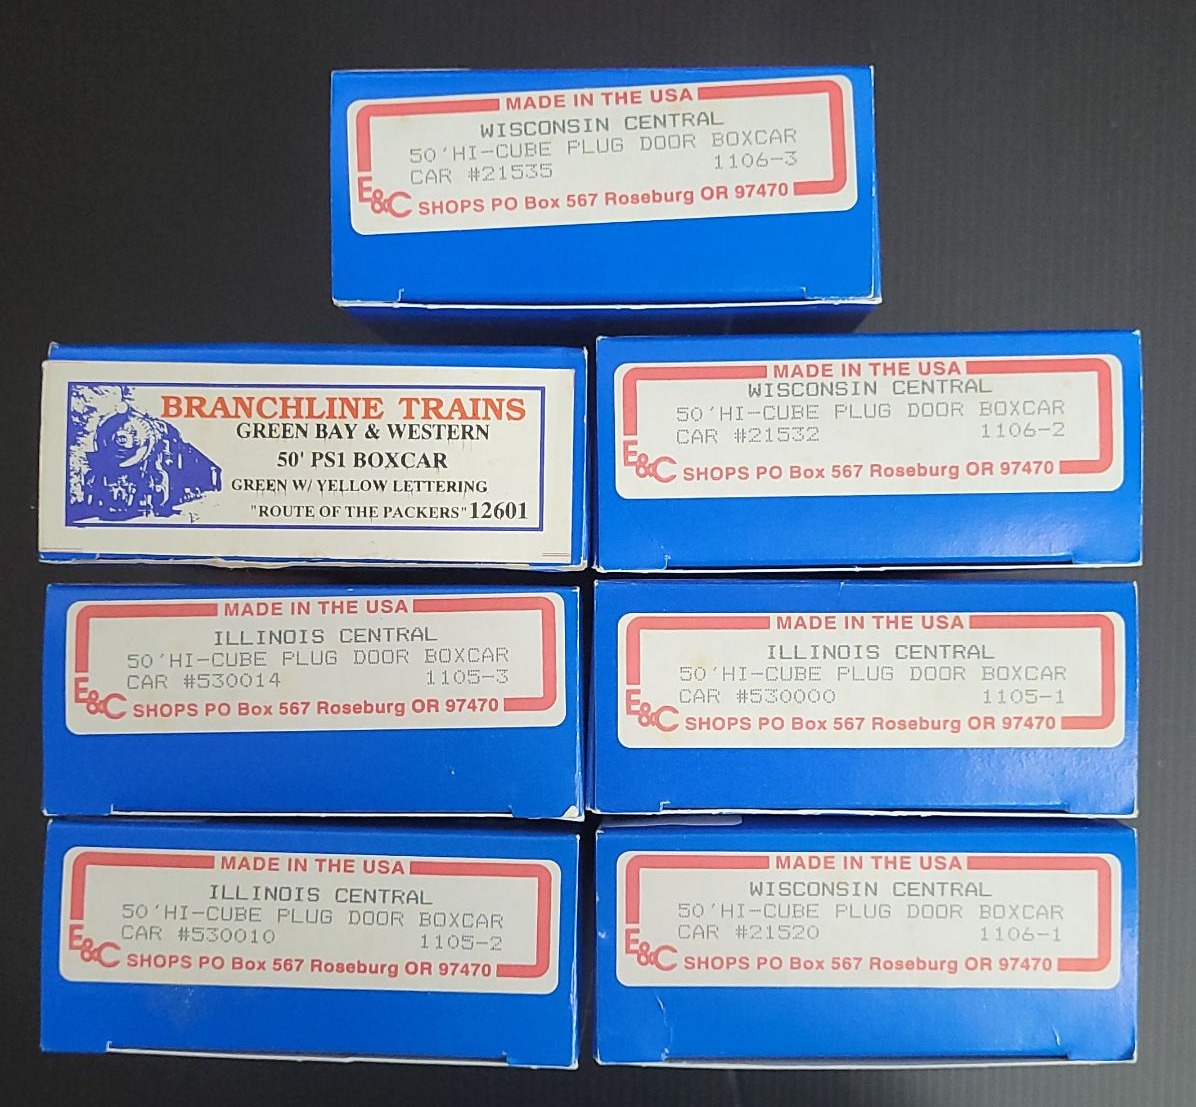 MADE IN THE USA
WISCONSIN CENTRAL
50'HI-CUBE PLUG DOOR BOXCAR
CAR #21535 1106-3
E&C SHOPS PO Box 567 Roseburg OR 97470
BRANCHLINE TRAINS
GREEN BAY & WESTERN
50' PS1 BOXCAR
GREEN W/ YELLOW LETTERING
"ROUTE OF THE PACKERS" 12601
MADE IN THE USA
WISCONSIN CENTRAL
50'HI-CUBE PLUG DOOR BOXCAR
CAR #21532 1106-2
E&C SHOPS PO Box 567 Roseburg OR 97470
MADE IN THE USA
ILLINOIS CENTRAL
50'HI-CUBE PLUG DOOR BOXCAR
CAR #530014 1105-3
E&C SHOPS PO Box 567 Roseburg OR 97470
MADE IN THE USA
ILLINOIS CENTRAL
50'HI-CUBE PLUG DOOR BOXCAR
CAR #530000 1105-1
E&C SHOPS PO Box 567 Roseburg OR 97470
MADE IN THE USA
ILLINOIS CENTRAL
50'HI-CUBE PLUG DOOR BOXCAR
CAR #530010 1105-2
E&C SHOPS PO Box 567 Roseburg OR 97470
MADE IN THE USA
WISCONSIN CENTRAL
50'HI-CUBE PLUG DOOR BOXCAR
CAR #21520 1106-1
E&C SHOPS PO Box 567 Roseburg OR 97470